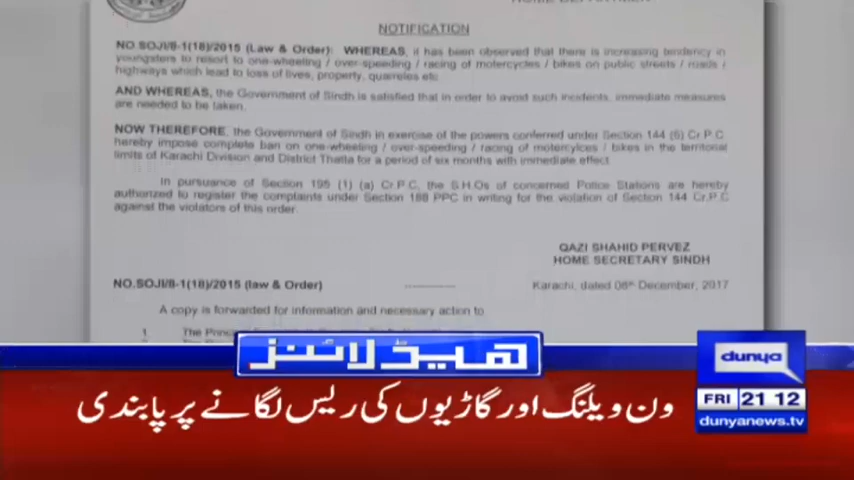 NOTIFICATION
NO.SOJI/8-1(18)/2015 (Law & Order): WHEREAS, it has been observed that there is increasing tendency in
youngsters to resort to one-wheeling / over-speeding / racing of motercycles / bikes on public streets / roads /
highways which lead to loss of lives, property, quarreles etc.
AND WHEREAS, the Government of Sindh is satisfied that in order to avoid such incidents, immediate measures
are needed to be taken.
NOW THEREFORE, the Government of Sindh in exercise of the powers conferred under Section 144 (6) Cr.P.C.
hereby impose complete ban on one-wheeling / over-speeding / racing of motercylces / bikes in the territorial
limits of Karachi Division and District Thatta for a period of six months with immediate effect.
In pursuance of Section 195 (1) (a) Cr.P.C, the S.H.Os of concerned Police Stations are hereby
authorized to register the complaints under Section 188 PPC in writing for the violation of Section 144 Cr.P.C
against the violators of this order.
QAZI SHAHID PERVEZ
HOME SECRETARY SINDH
NO.SOJI/8-1(18)/2015 (law & Order)
Karachi, dated 08th December, 2017
A copy is forwarded for information and necessary action to
1 The
ہیڈلائنز
dunya
ون ویلنگ اور گاڑیوں کی ریس لگانے پر پابندی
FRI 21 12
dunyanews.tv